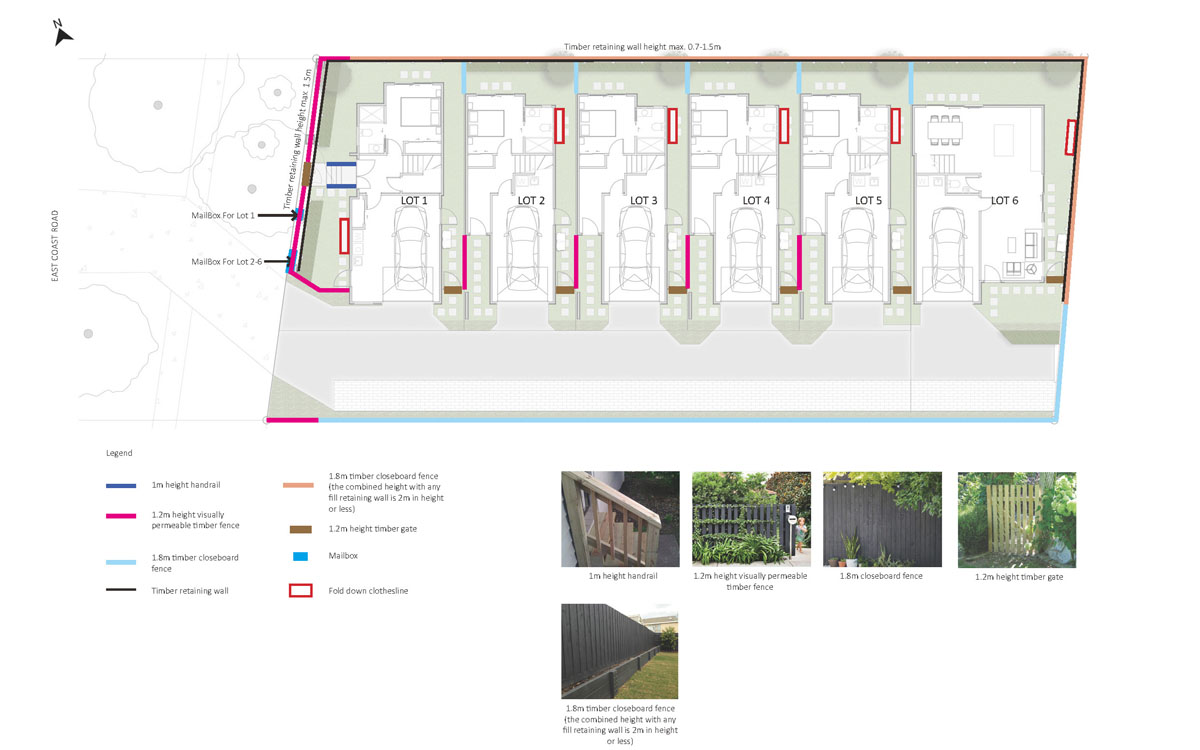 N
Timber retaining wall height max. 0.7-1.5m
Timber retaining wall height max. 1.5m
EAST COAST ROAD
MailBox For Lot 1
MailBox For Lot 2-6
LOT 1
LOT 2
LOT 3
LOT 4
LOT 5
LOT 6
Legend
1m height handrail
1.2m height visually
permeable timber fence
1.8m timber closeboard
fence
Timber retaining wall
1.8m timber closeboard fence
(the combined height with any
fill retaining wall is 2m in height
or less)
1.2m height timber gate
Mailbox
Fold down clothesline
1m height handrail
1.2m height visually permeable
timber fence
1.8m closeboard fence
1.2m height timber gate
1.8m timber closeboard fence
(the combined height with any
fill retaining wall is 2m in height
or less)